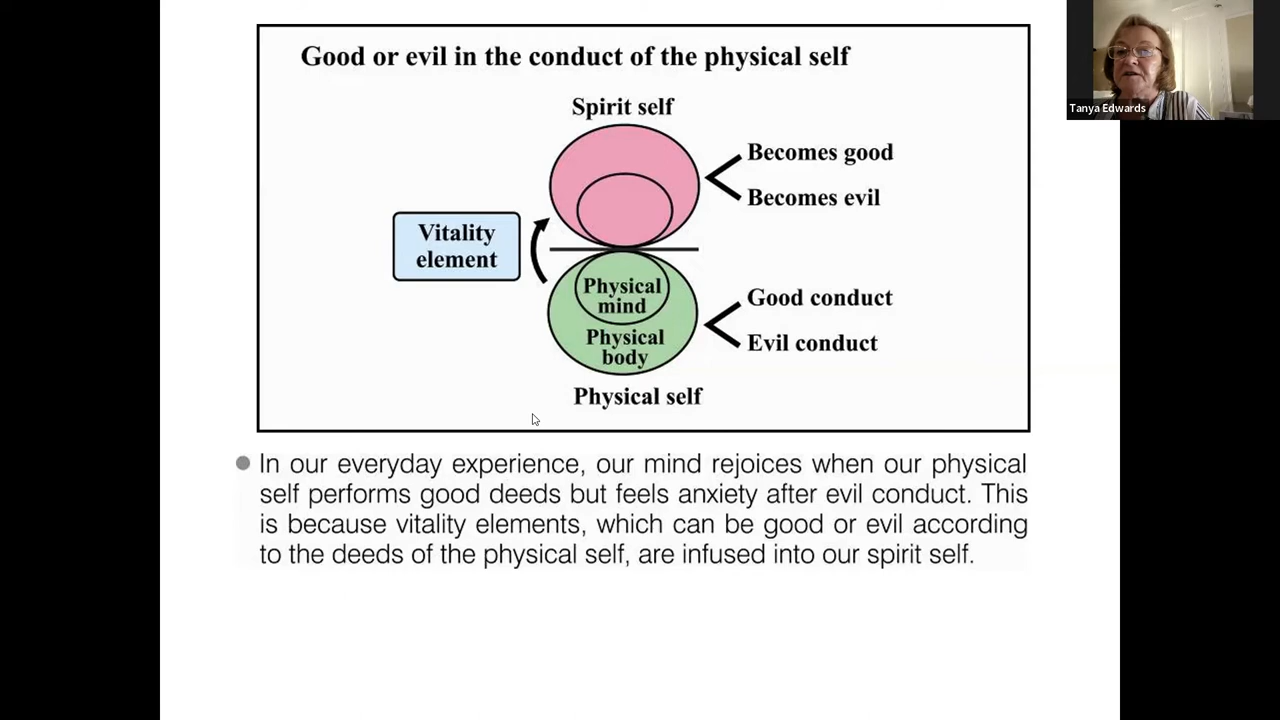 Good or evil in the conduct of the physical self
Tanya Edwards
Spirit self
Becomes good
Becomes evil
Vitality
element
Physical
mind
Physical
body
Good conduct
Evil conduct
Physical self
In our everyday experience, our mind rejoices when our physical
self performs good deeds but feels anxiety after evil conduct. This
is because vitality elements, which can be good or evil according
to the deeds of the physical self, are infused into our spirit self.